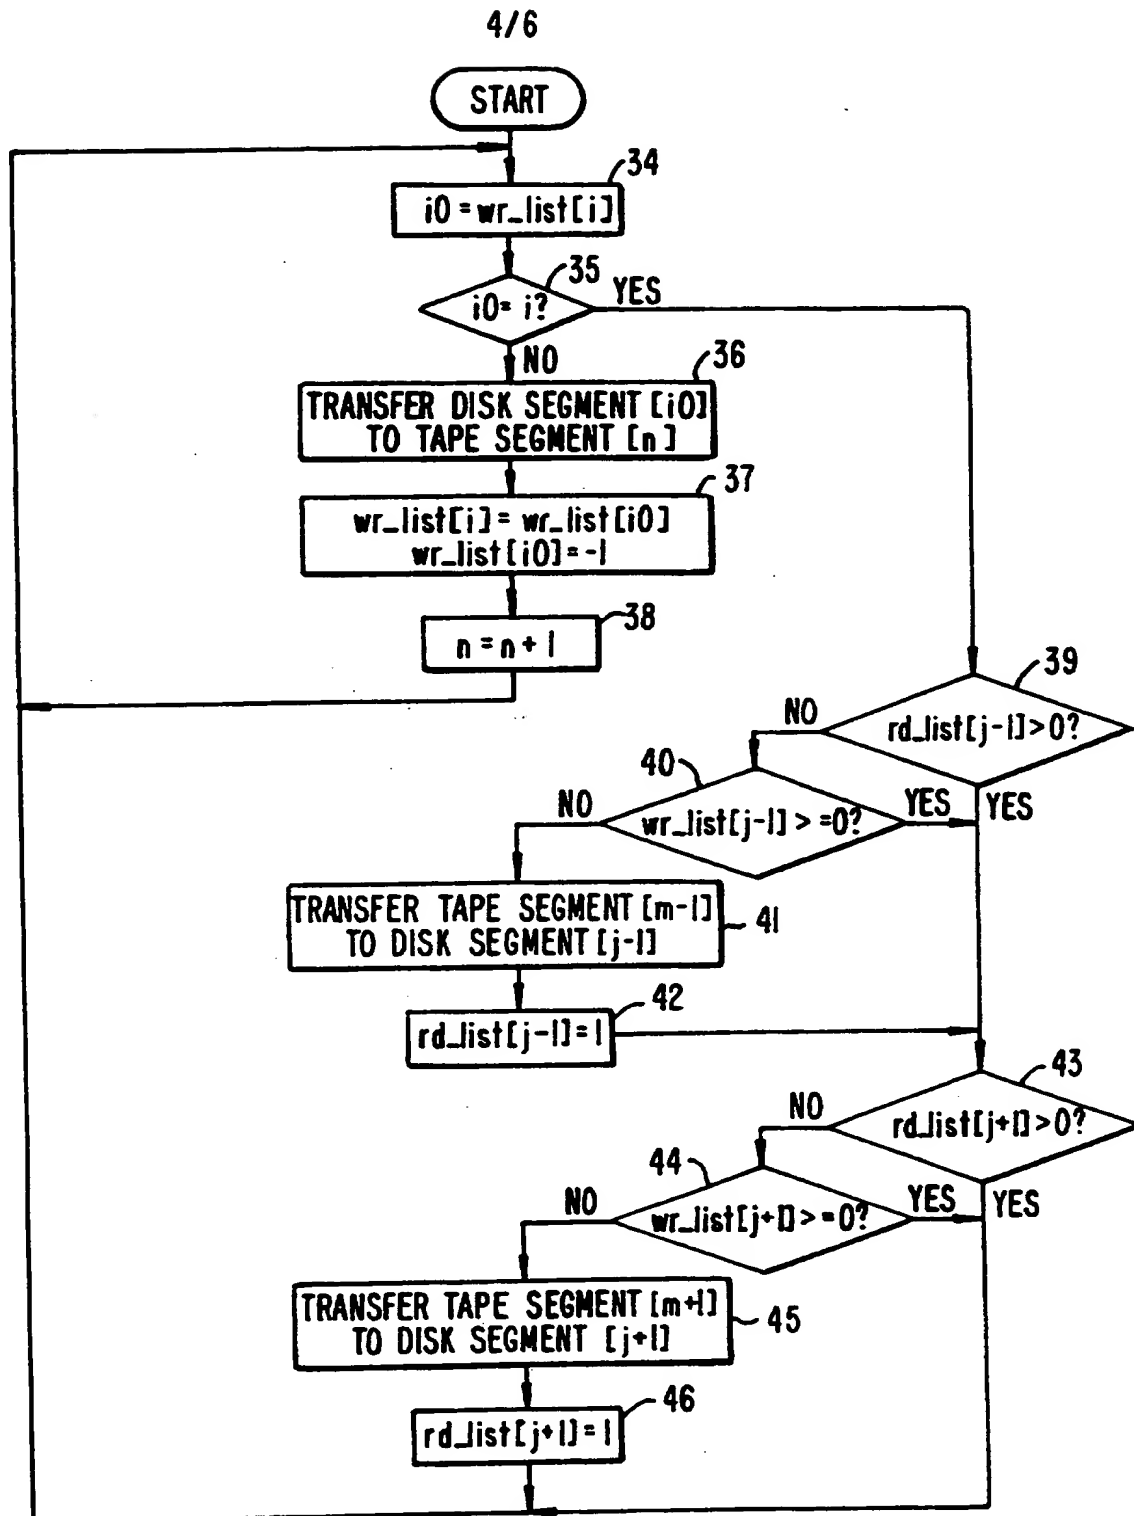 4/6
START
34
i0 = wr_list[i]
35
i0 = i?
YES
NO
36
TRANSFER DISK SEGMENT [i0]
TO TAPE SEGMENT [n]
37
wr_list[i] = wr_list[i0]
wr_list[i0] = -1
38
n = n + 1
39
rd_list[j-1] > 0?
NO
YES
40
wr_list[j-1] > =0?
NO
YES
TRANSFER TAPE SEGMENT [m-1]
TO DISK SEGMENT [j-1]
41
42
rd_list[j-1] = 1
43
rd_list[j+1] > 0?
NO
YES
44
wr_list[j+1] > =0?
NO
YES
TRANSFER TAPE SEGMENT [m+1]
TO DISK SEGMENT [j+1]
45
46
rd_list[j+1] = 1